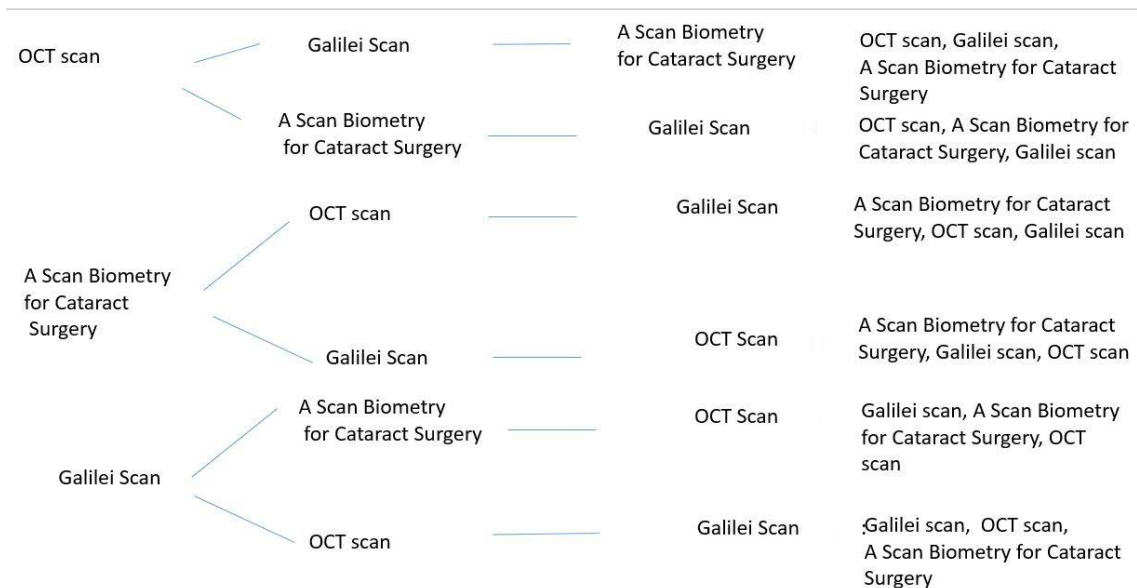 OCT scan
Galilei Scan
A Scan Biometry
for Cataract Surgery
OCT scan, Galilei scan,
A Scan Biometry for Cataract
Surgery
A Scan Biometry
for Cataract Surgery
Galilei Scan
OCT scan, A Scan Biometry for
Cataract Surgery, Galilei scan
A Scan Biometry
for Cataract
Surgery
OCT scan
Galilei Scan
A Scan Biometry for Cataract
Surgery, OCT scan, Galilei scan
Galilei Scan
OCT Scan
A Scan Biometry for Cataract
Surgery, Galilei scan, OCT scan
Galilei Scan
A Scan Biometry
for Cataract Surgery
OCT Scan
Galilei scan, A Scan Biometry
for Cataract Surgery, OCT
scan
OCT scan
Galilei Scan
:Galilei scan, OCT scan,
A Scan Biometry for Cataract
Surgery